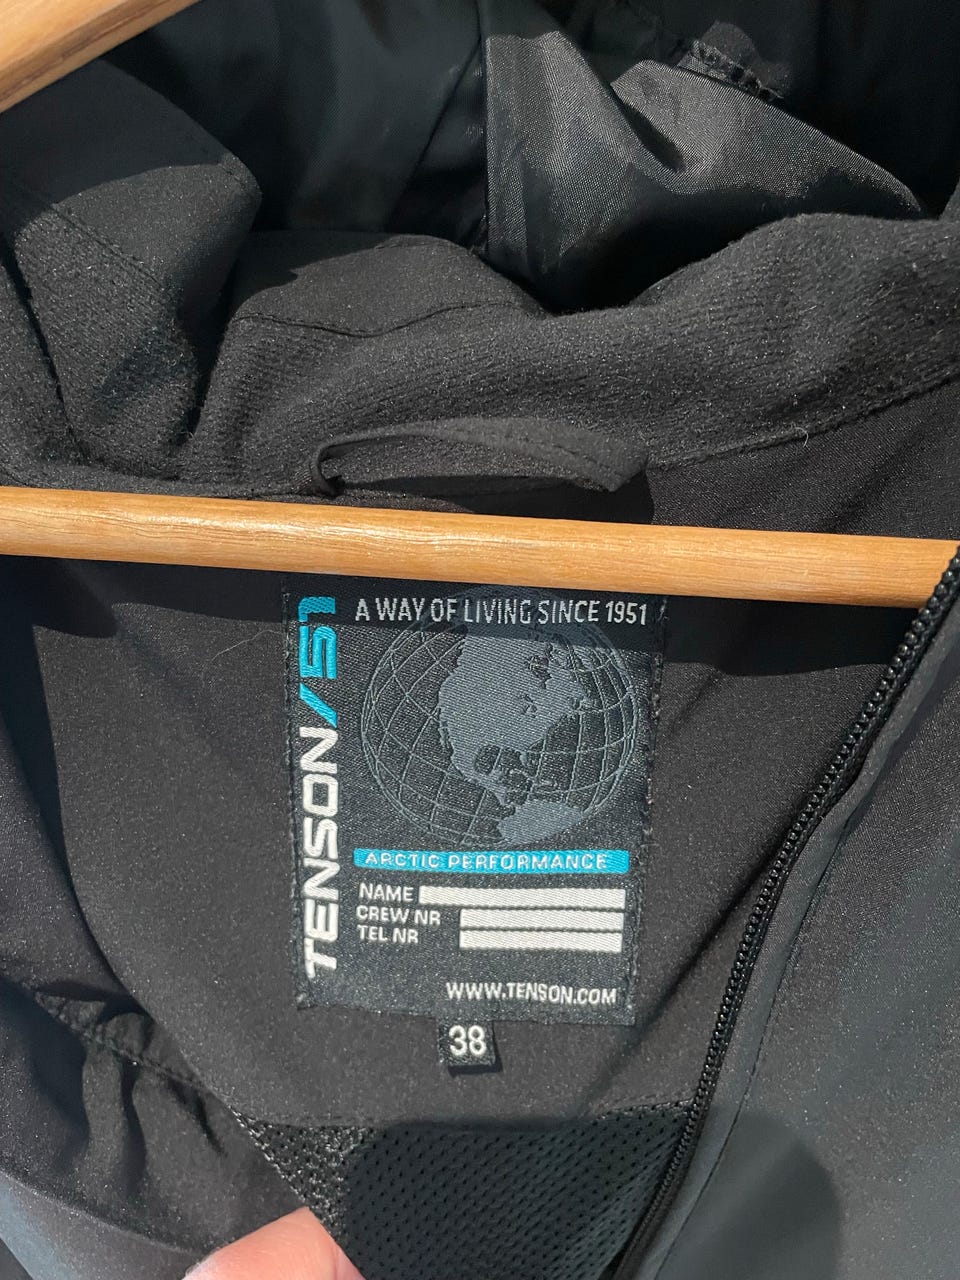 TENSON/51
A WAY OF LIVING SINCE 1951
ARCTIC PERFORMANCE
NAME
CREW NR
TEL NR
WWW.TENSON.COM
38